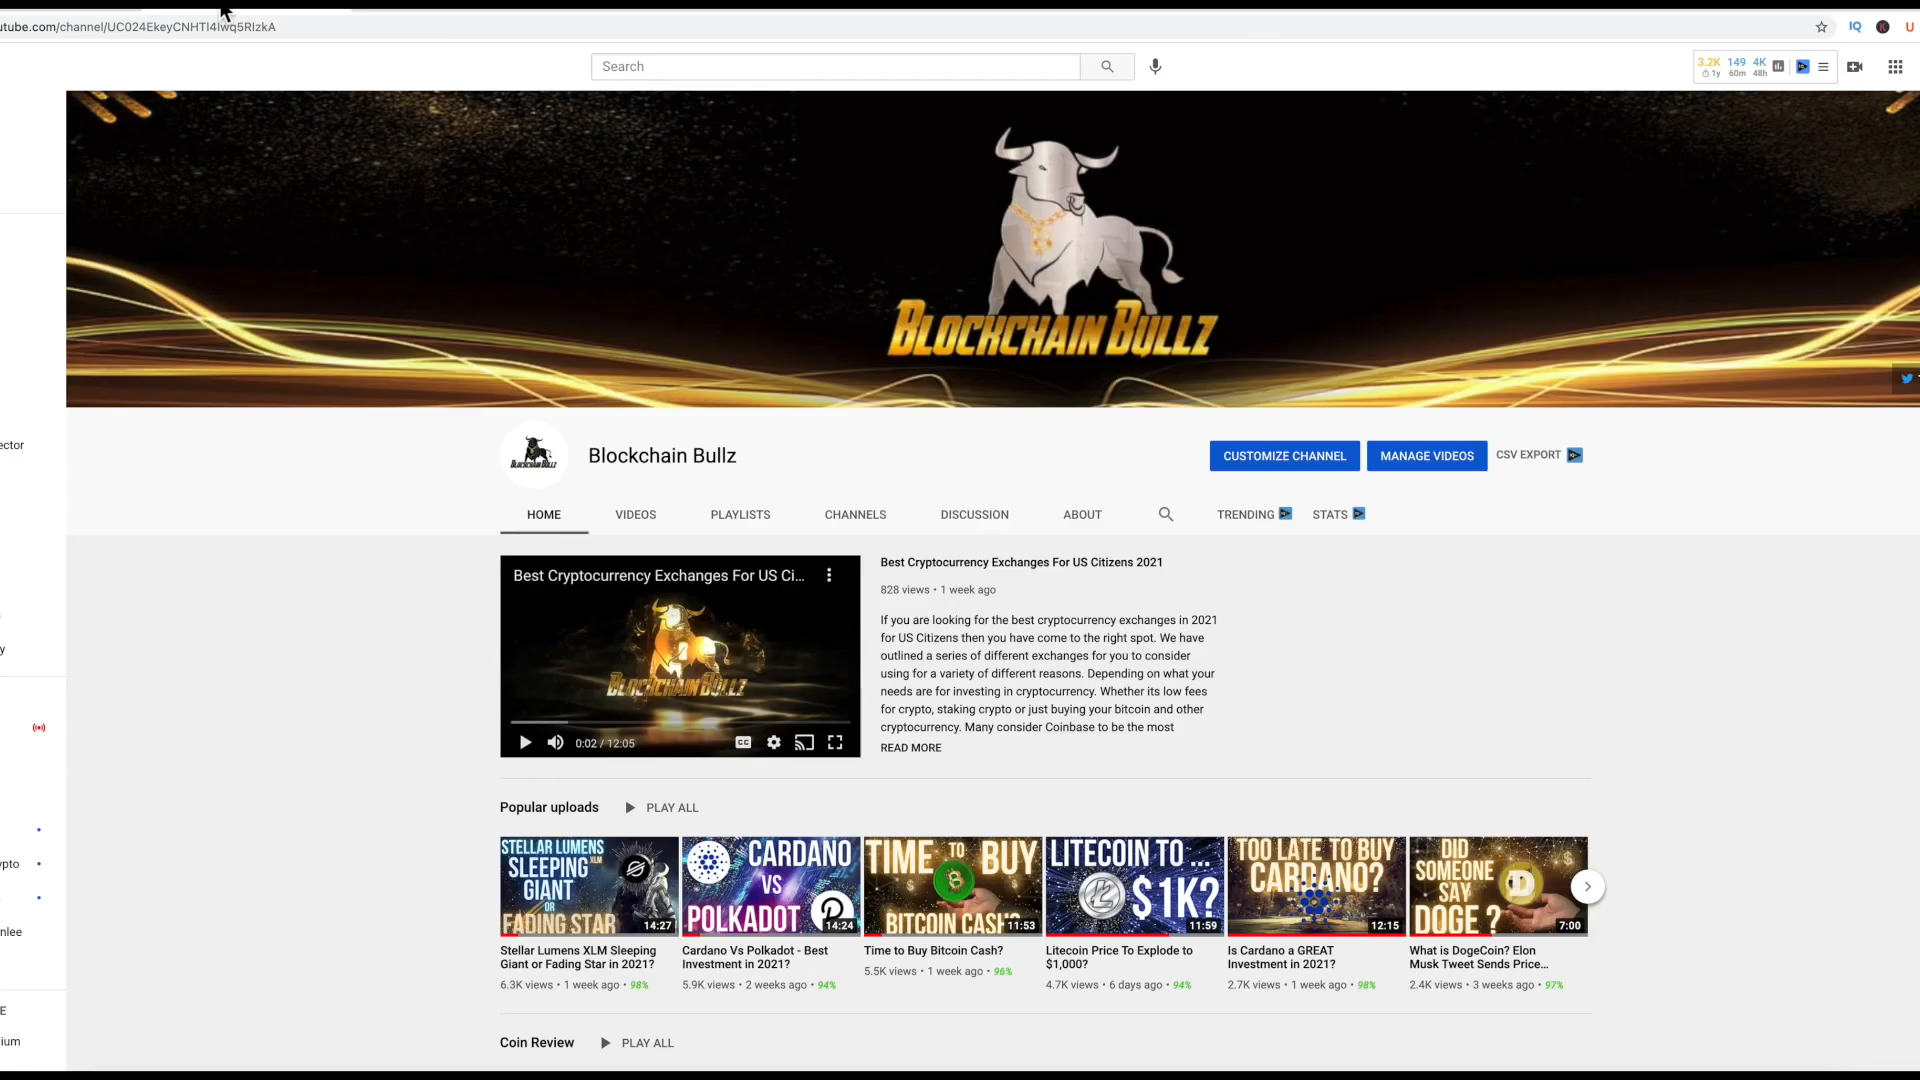 utube.com/channel/UC024EkeyCNHTI4Iwq5RIzkA
IQ
U
Search
3.2K 149 4K
1y 60m 48h
BLOCKCHAIN BULLZ
ector
Blockchain Bullz
CUSTOMIZE CHANNEL
MANAGE VIDEOS
CSV EXPORT
HOME
VIDEOS
PLAYLISTS
CHANNELS
DISCUSSION
ABOUT
TRENDING
STATS
Best Cryptocurrency Exchanges For US Ci...
BLOCKCHAIN BULLZ
0:02 / 12:05
CC
Best Cryptocurrency Exchanges For US Citizens 2021
828 views • 1 week ago
If you are looking for the best cryptocurrency exchanges in 2021
for US Citizens then you have come to the right spot. We have
outlined a series of different exchanges for you to consider
using for a variety of different reasons. Depending on what your
needs are for investing in cryptocurrency. Whether its low fees
for crypto, staking crypto or just buying your bitcoin and other
cryptocurrency. Many consider Coinbase to be the most
READ MORE
y
ypto
nlee
E
ium
Popular uploads
PLAY ALL
STELLAR LUMENS
XLM
SLEEPING
GIANT
OR
FADING STAR
14:27
Stellar Lumens XLM Sleeping
Giant or Fading Star in 2021?
6.3K views • 1 week ago • 98%
CARDANO
VS
POLKADOT
14:24
Cardano Vs Polkadot - Best
Investment in 2021?
5.9K views • 2 weeks ago • 94%
TIME TO BUY
BITCOIN CASH
11:53
Time to Buy Bitcoin Cash?
5.5K views • 1 week ago • 96%
LITECOIN TO ...
$1K?
11:59
Litecoin Price To Explode to
$1,000?
4.7K views • 6 days ago • 94%
TOO LATE TO BUY
CARDANO?
12:15
Is Cardano a GREAT
Investment in 2021?
2.7K views • 1 week ago • 98%
DID
SOMEONE
SAY
DOGE ?
7:00
What is DogeCoin? Elon
Musk Tweet Sends Price...
2.4K views • 3 weeks ago • 97%
Coin Review
PLAY ALL